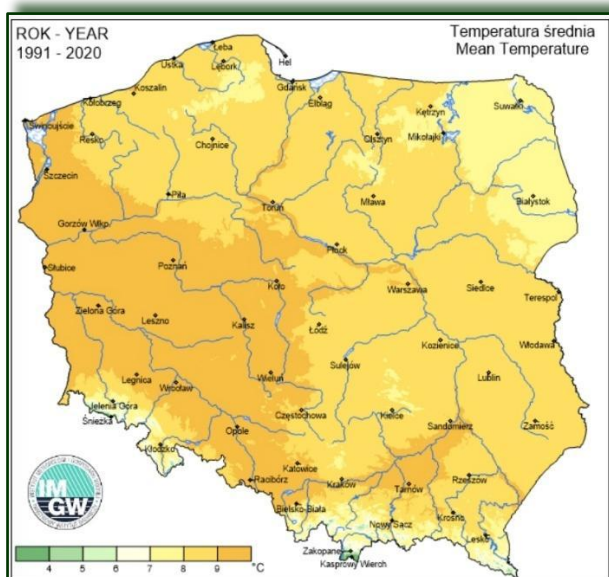 ROK - YEAR
1991 - 2020
Temperatura średnia
Mean Temperature
Łeba
Hel
Ustka
Lębork
Gdańsk
Koszalin
Elbląg
Kołobrzeg
Kętrzyn
Suwałki
Świnoujście
Resko
Chojnice
Olsztyn
Mikołajki
Szczecin
Piła
Toruń
Mława
Białystok
Gorzów Wlkp.
Płock
Słubice
Poznań
Koło
Warszawa
Siedlce
Terespol
Zielona Góra
Leszno
Kalisz
Łódź
Kozienice
Włodawa
Sulejów
Legnica
Wrocław
Wieluń
Lublin
Jelenia Góra
Śnieżka
Częstochowa
Kielce
Sandomierz
Zamość
Opole
Kłodzko
Katowice
Racibórz
Kraków
Tarnów
Rzeszów
Bielsko-Biała
Nowy Sącz
Krosno
Lesko
Zakopane
Kasprowy Wierch
IM
GW
4 5 6 7 8 9 °C